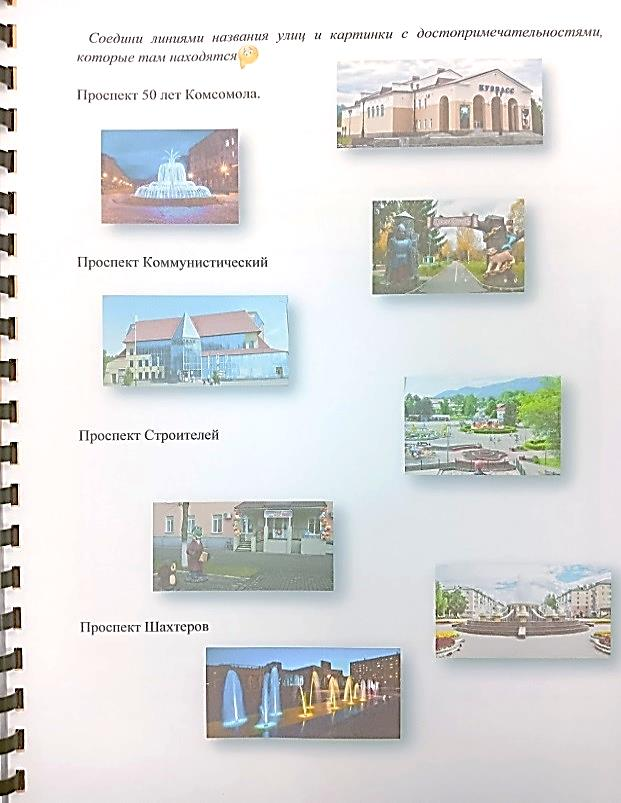 Соедини линиями названия улиц и картинки с достопримечательностями,
которые там находятся
Проспект 50 лет Комсомола.
КУЗБАСС
Проспект Коммунистический
Проспект Строителей
Проспект Шахтеров